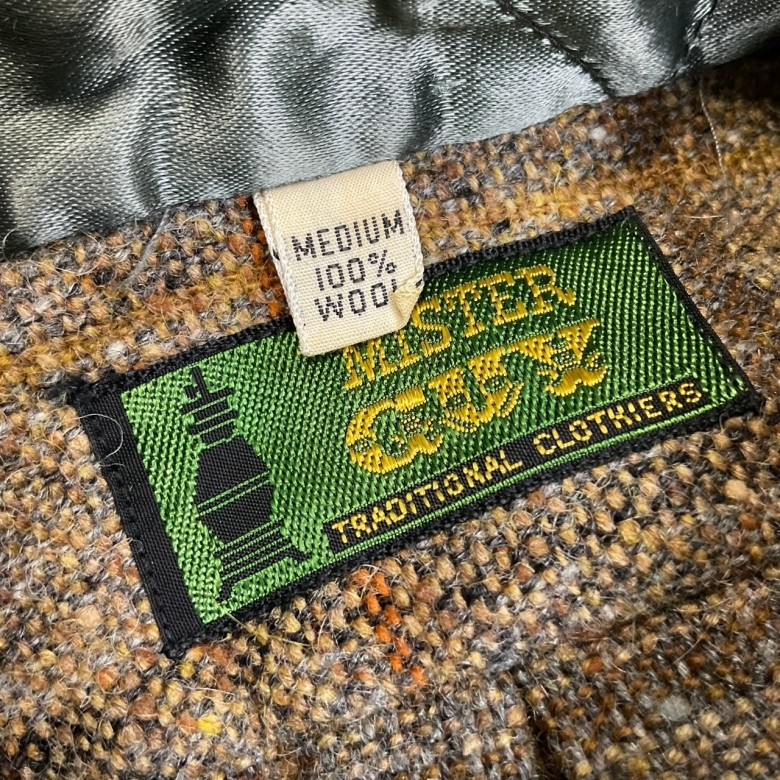 MEDIUM
100%
WOOL
MISTER
GUY
TRADITIONAL CLOTHIERS